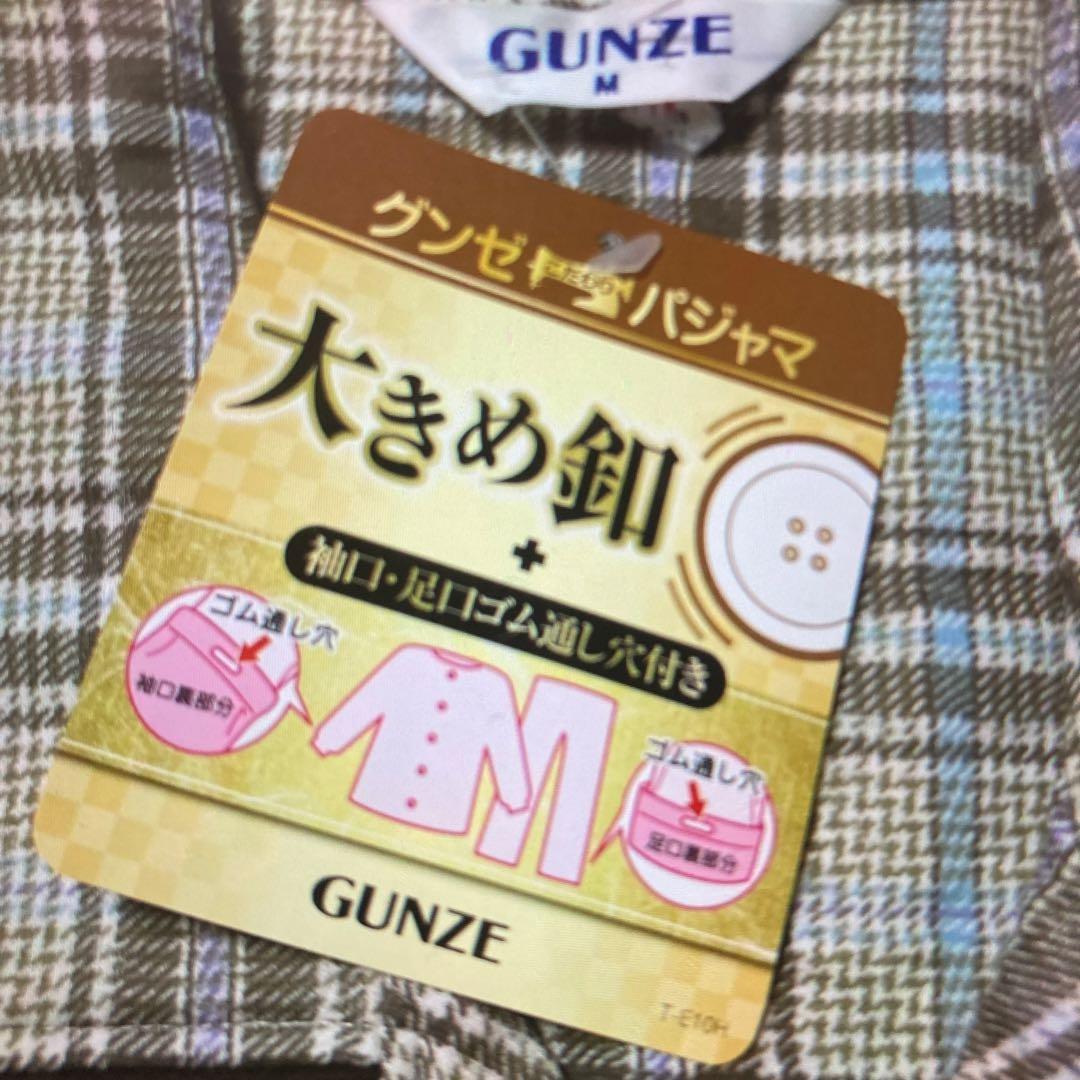 GUNZE
M
グンゼ パジャマ
大きめ釦
+
袖口・足口ゴム通し穴付き
ゴム通し穴
袖口裏部分
ゴム通し穴
足口裏部分
GUNZE
T-E10H